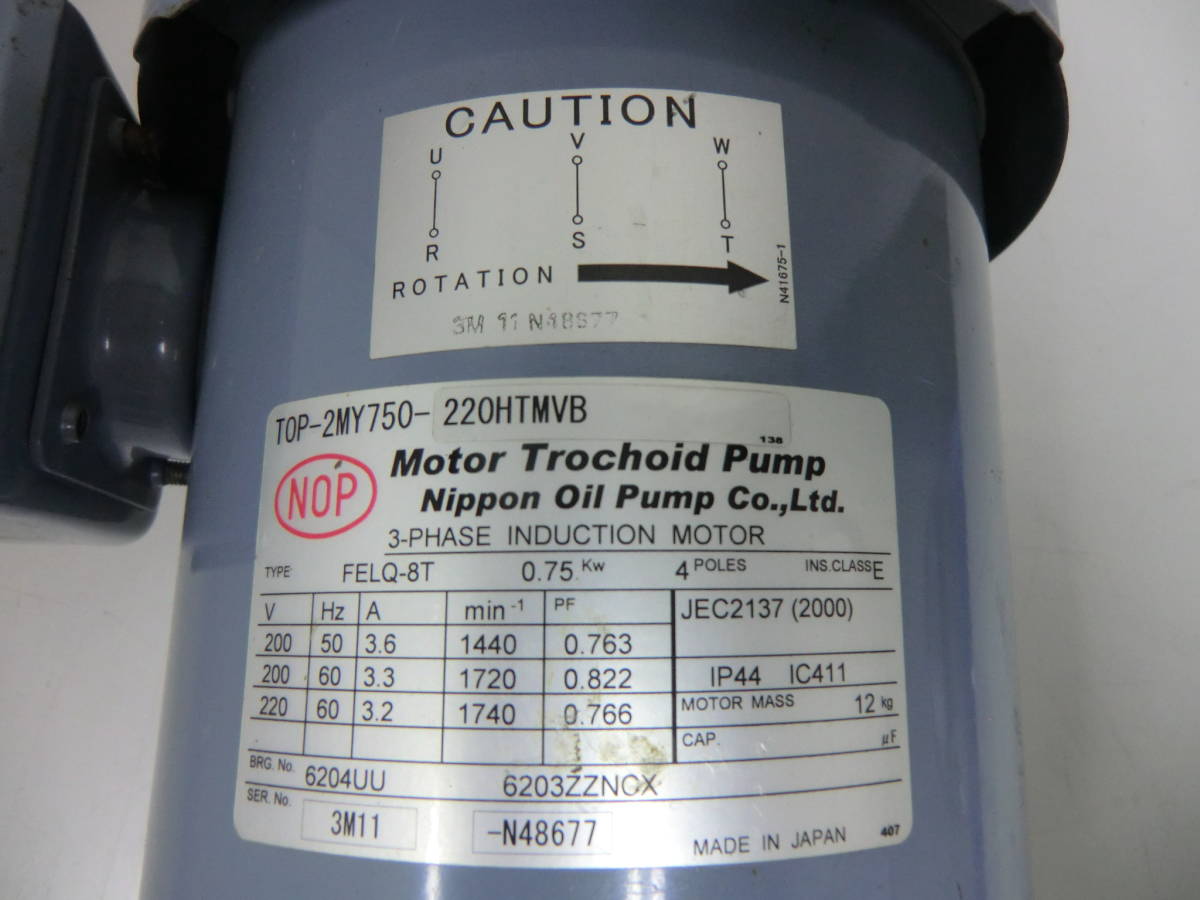 CAUTION
U V W
R S T
ROTATION
N41675-1
3M 11 N48677
TOP-2MY750- 220HTMVB
138
NOP
Motor Trochoid Pump
Nippon Oil Pump Co.,Ltd.
3-PHASE INDUCTION MOTOR
TYPE FELQ-8T 0.75 Kw 4 POLES INS.CLASS E
V Hz A min-1 PF JEC2137 (2000)
200 50 3.6 1440 0.763
200 60 3.3 1720 0.822 IP44 IC411
220 60 3.2 1740 0.766 MOTOR MASS 12 kg
CAP. μF
BRG. No. 6204UU 6203ZZNCX
SER. No. 3M11 -N48677 MADE IN JAPAN 407